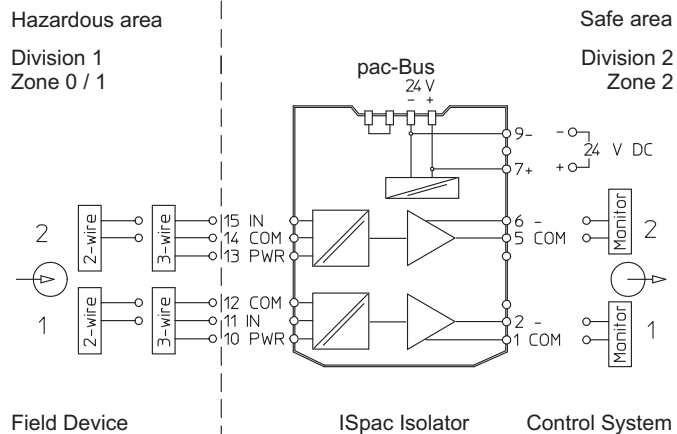 Hazardous area
Safe area
Division 1
Zone 0 / 1
Division 2
Zone 2
pac-Bus
24 V
- +
9-
7+
-
+
24 V DC
2
2-wire
3-wire
15 IN
14 COM
13 PWR
6 -
5 COM
Monitor
2
1
2-wire
3-wire
12 COM
11 IN
10 PWR
2 -
1 COM
Monitor
1
Field Device
ISpac Isolator
Control System